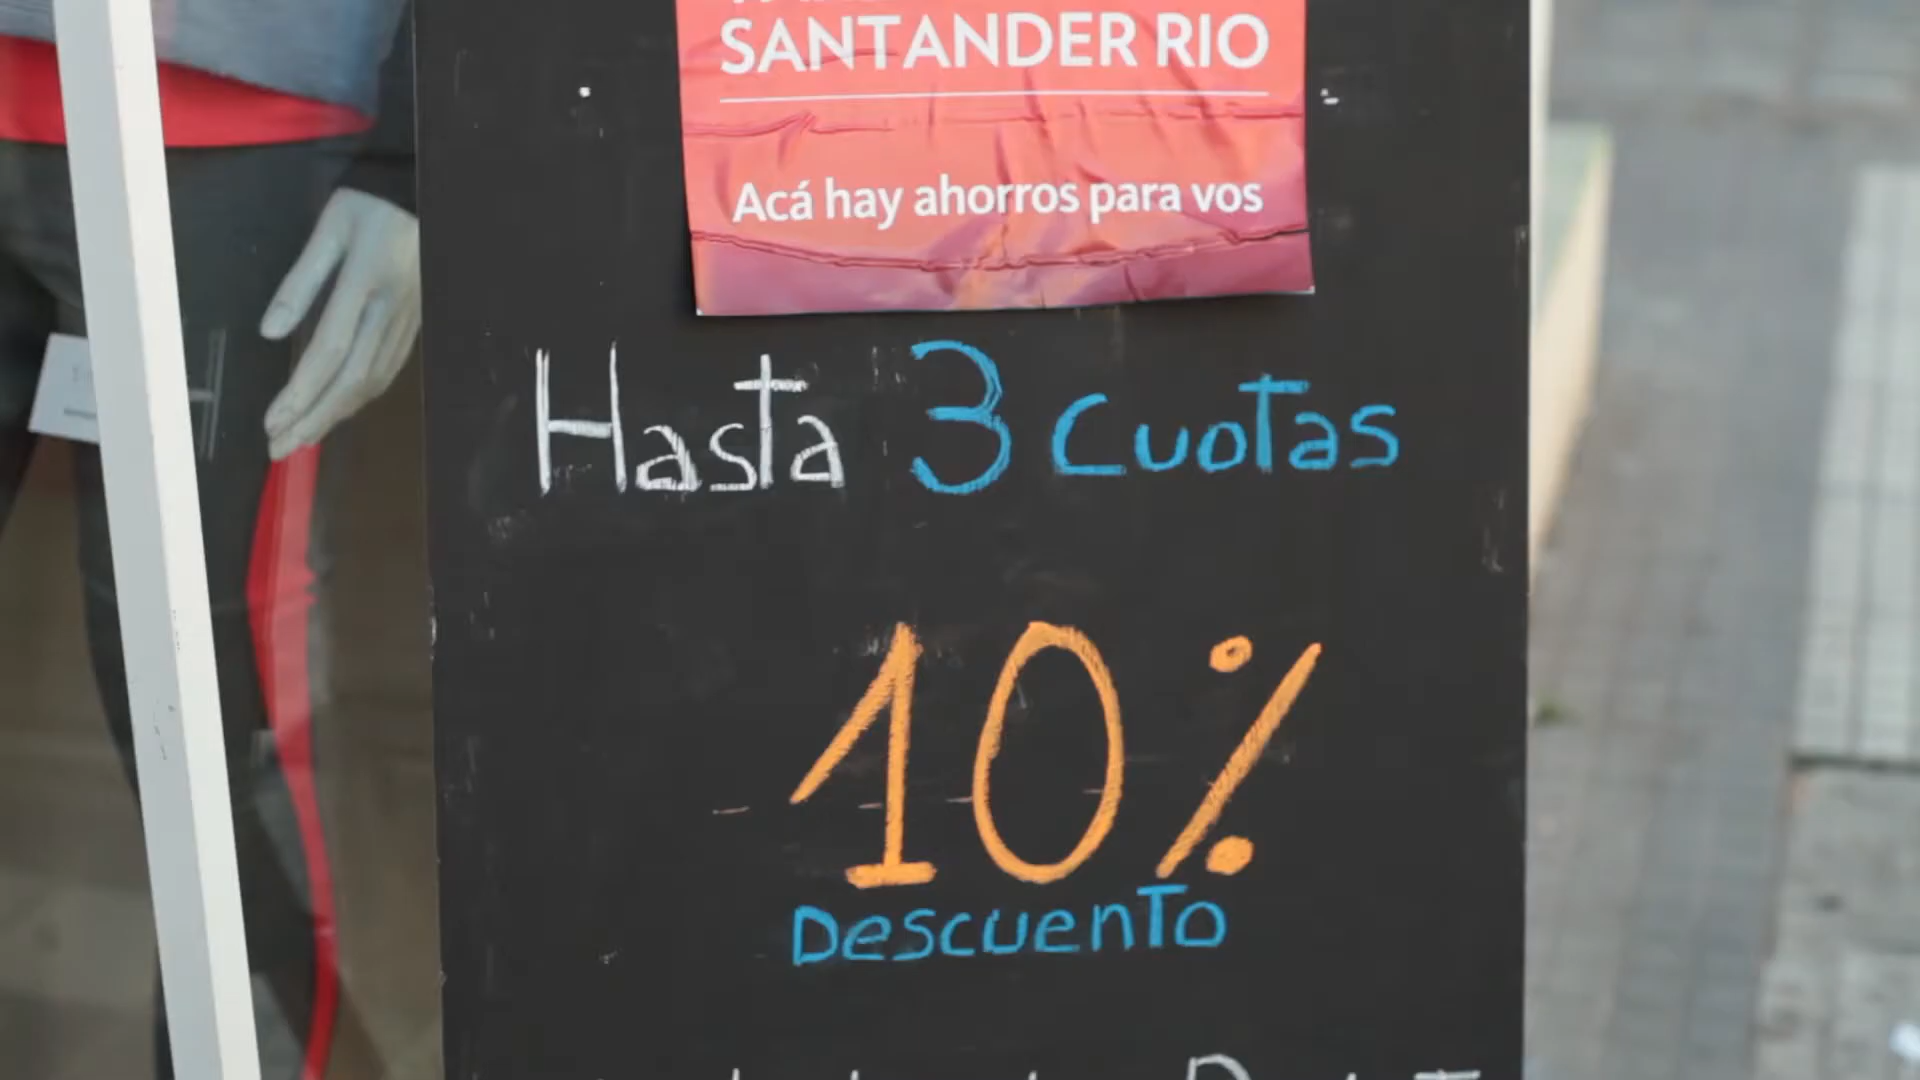 SANTANDER RIO
Acá hay ahorros para vos
Hasta 3 cuotas
10%
Descuento